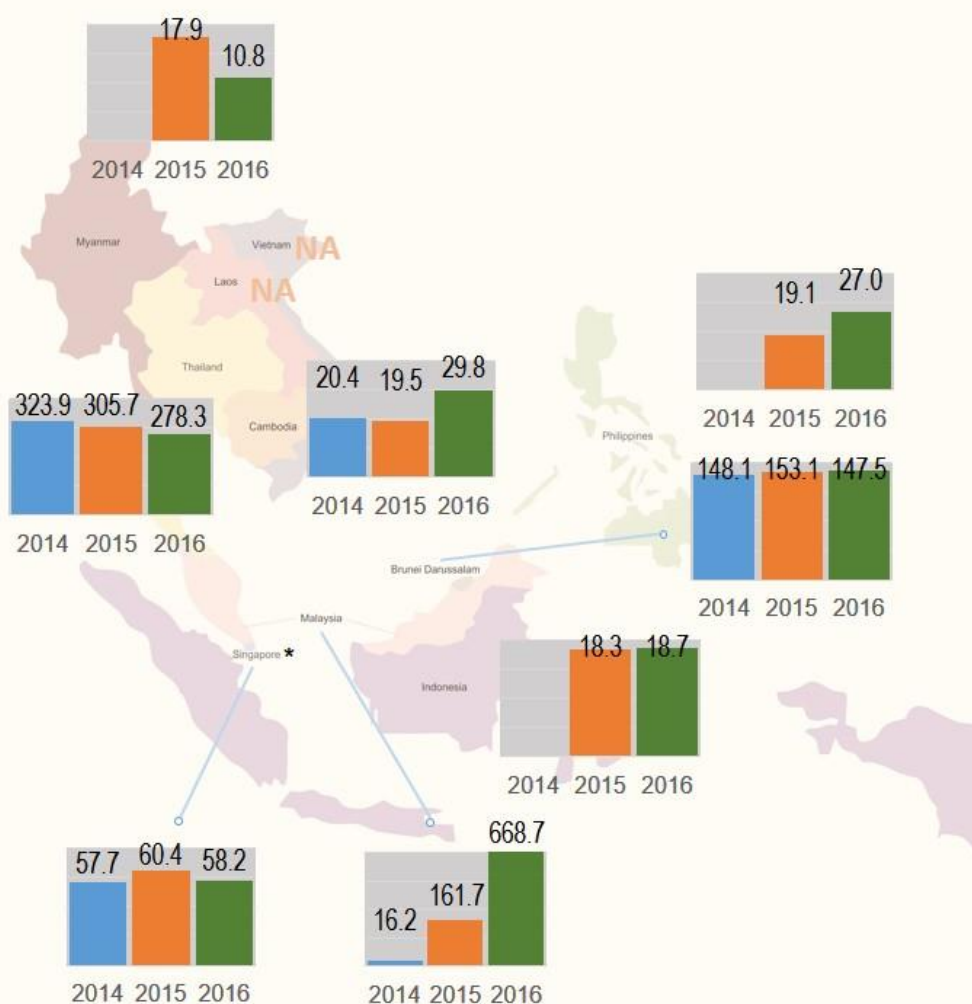 17.9
10.8
2014 2015 2016
Myanmar
Vietnam NA
Laos NA
Thailand
Cambodia
323.9 305.7 278.3
2014 2015 2016
20.4 19.5 29.8
2014 2015 2016
19.1 27.0
2014 2015 2016
Philippines
148.1 153.1 147.5
2014 2015 2016
Brunei Darussalam
Malaysia
Singapore *
Indonesia
18.3 18.7
2014 2015 2016
57.7 60.4 58.2
2014 2015 2016
16.2 161.7 668.7
2014 2015 2016